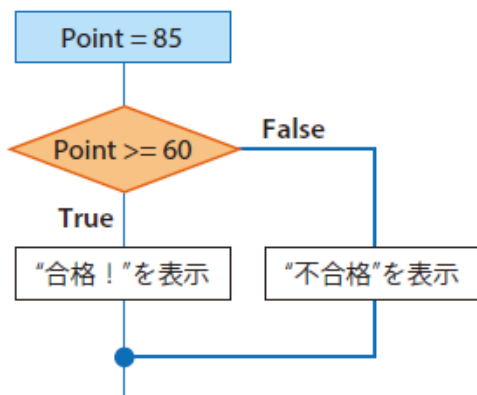 Point = 85
Point >= 60
False
True
“合格！”を表示
“不合格”を表示